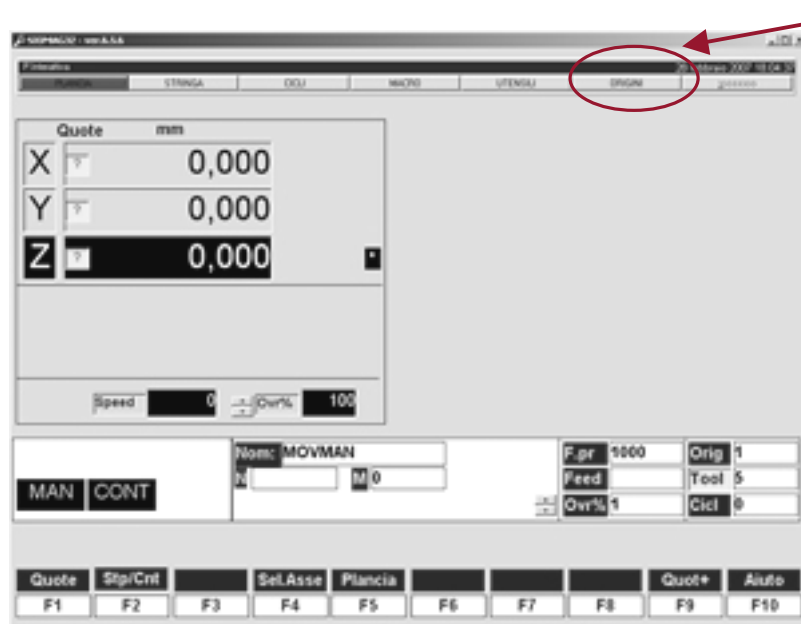 PLANCIA STRINGA CICLI MACRO UTENSILI ORIGINI
Quote mm
X ? 0,000
Y ? 0,000
Z ? 0,000 *
Speed 0 Ovr% 100
Nom: MOVMAN F.pr 1000 Orig 1
MAN CONT N M 0 Feed Tool 5
Ovr% 1 Cicl 0
Quote Stp/Cnt Sel.Asse Plancia Quot+ Aiuto
F1 F2 F3 F4 F5 F6 F7 F8 F9 F10